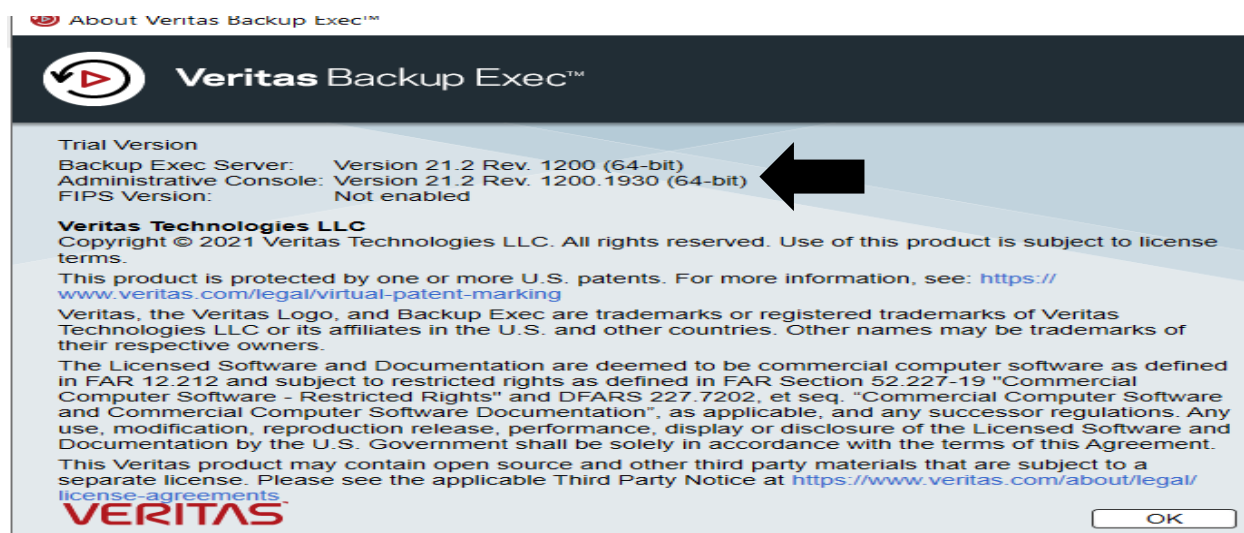 About Veritas Backup Exec™
Veritas Backup Exec™
Trial Version
Backup Exec Server: Version 21.2 Rev. 1200 (64-bit)
Administrative Console: Version 21.2 Rev. 1200.1930 (64-bit)
FIPS Version: Not enabled
Veritas Technologies LLC
Copyright © 2021 Veritas Technologies LLC. All rights reserved. Use of this product is subject to license
terms.
This product is protected by one or more U.S. patents. For more information, see: https://
www.veritas.com/legal/virtual-patent-marking
Veritas, the Veritas Logo, and Backup Exec are trademarks or registered trademarks of Veritas
Technologies LLC or its affiliates in the U.S. and other countries. Other names may be trademarks of
their respective owners.
The Licensed Software and Documentation are deemed to be commercial computer software as defined
in FAR 12.212 and subject to restricted rights as defined in FAR Section 52.227-19 "Commercial
Computer Software - Restricted Rights" and DFARS 227.7202, et seq. “Commercial Computer Software
and Commercial Computer Software Documentation”, as applicable, and any successor regulations. Any
use, modification, reproduction release, performance, display or disclosure of the Licensed Software and
Documentation by the U.S. Government shall be solely in accordance with the terms of this Agreement.
This Veritas product may contain open source and other third party materials that are subject to a
separate license. Please see the applicable Third Party Notice at https://www.veritas.com/about/legal/
license-agreements
VERITAS
OK